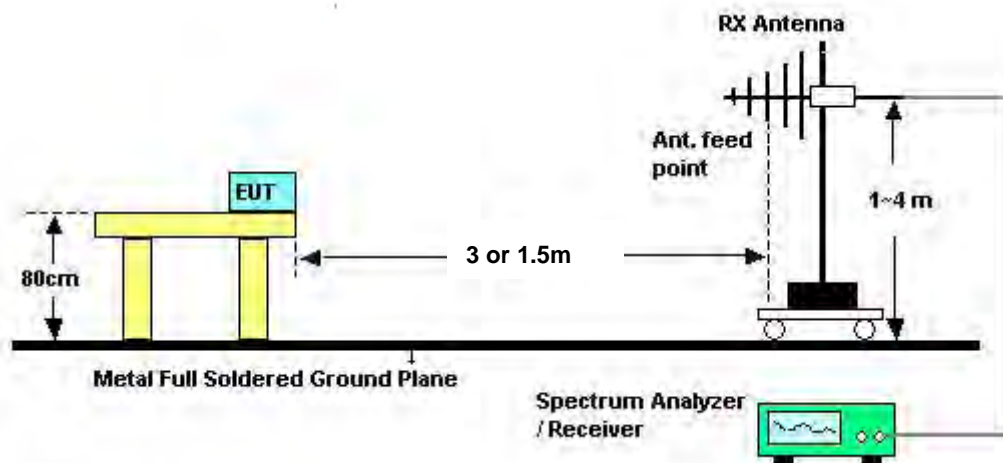 RX Antenna
Ant. feed
point
EUT
1~4 m
3 or 1.5m
80cm
Metal Full Soldered Ground Plane
Spectrum Analyzer
/ Receiver